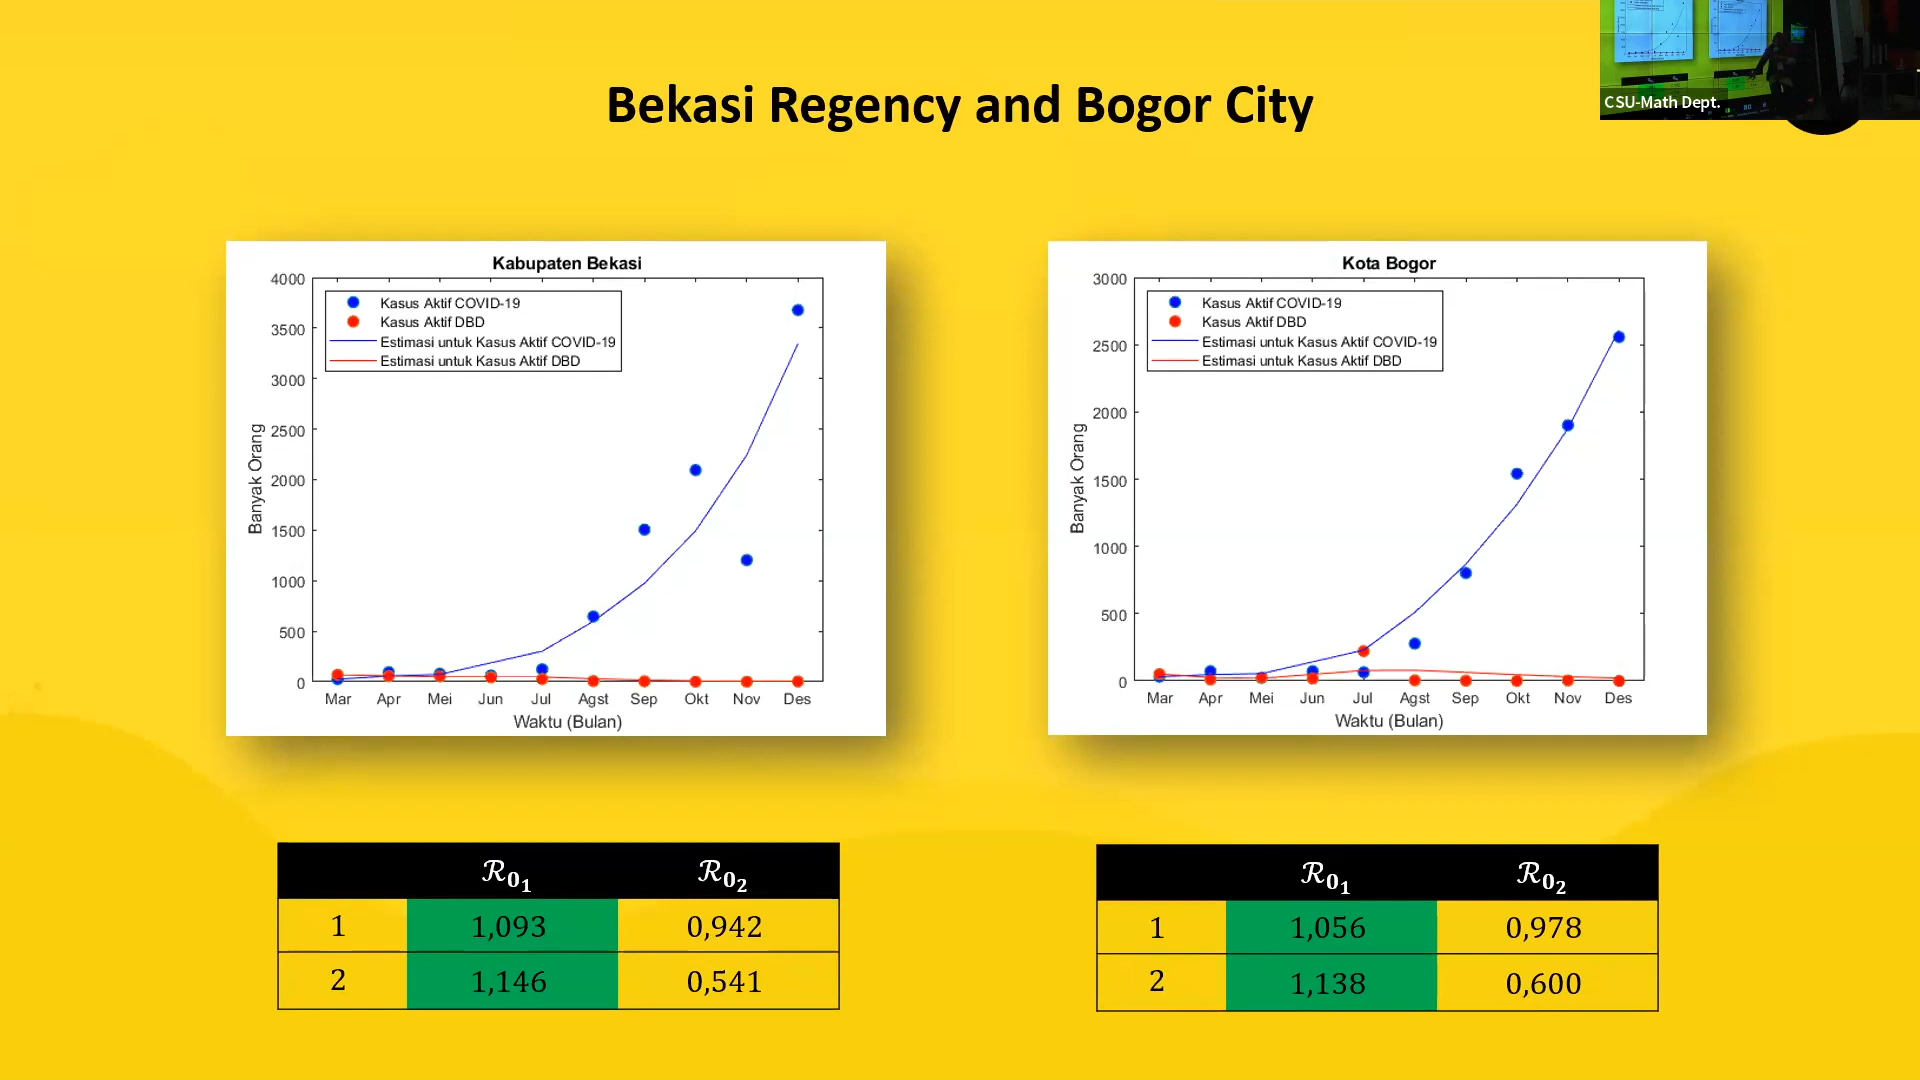 CSU-Math Dept.
Bekasi Regency and Bogor City
Kabupaten Bekasi
Kasus Aktif COVID-19
Kasus Aktif DBD
Estimasi untuk Kasus Aktif COVID-19
Estimasi untuk Kasus Aktif DBD
4000
3500
3000
2500
2000
1500
1000
500
0
Banyak Orang
Mar Apr Mei Jun Jul Agst Sep Okt Nov Des
Waktu (Bulan)
Kota Bogor
Kasus Aktif COVID-19
Kasus Aktif DBD
Estimasi untuk Kasus Aktif COVID-19
Estimasi untuk Kasus Aktif DBD
3000
2500
2000
1500
1000
500
0
Banyak Orang
Mar Apr Mei Jun Jul Agst Sep Okt Nov Des
Waktu (Bulan)
ℛ₀₁ ℛ₀₂
1 1,093 0,942
2 1,146 0,541
ℛ₀₁ ℛ₀₂
1 1,056 0,978
2 1,138 0,600